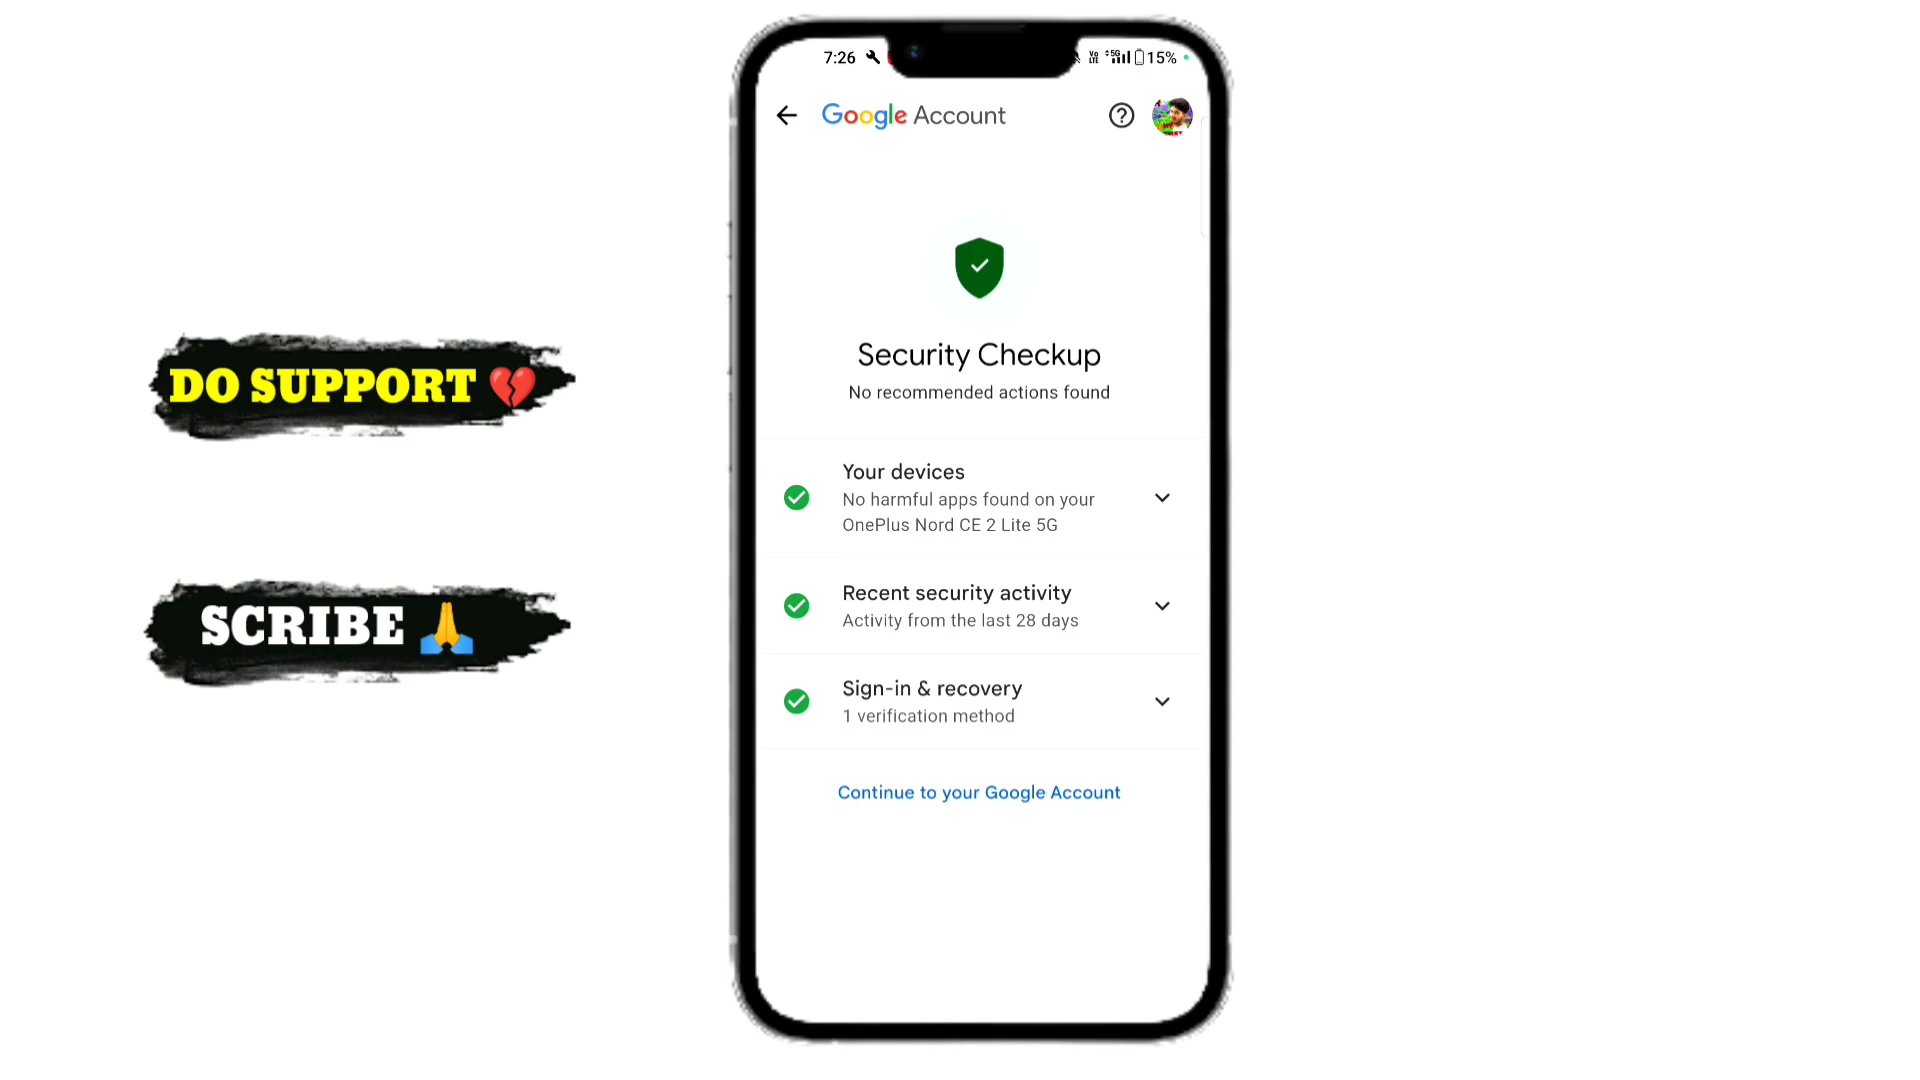 7:26
15%
Google Account
Security Checkup
No recommended actions found
Your devices
No harmful apps found on your
OnePlus Nord CE 2 Lite 5G
Recent security activity
Activity from the last 28 days
Sign-in & recovery
1 verification method
Continue to your Google Account
DO SUPPORT 💔
SCRIBE 🙏